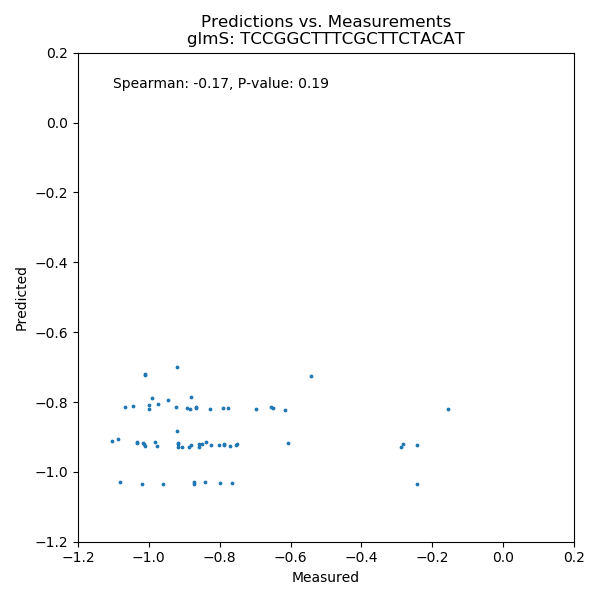 Predictions vs. Measurements
glmS: TCCGGCTTTCGCTTCTACAT
Spearman: -0.17, P-value: 0.19
0.2
0.0
−0.2
−0.4
−0.6
−0.8
−1.0
−1.2
Predicted
−1.2 −1.0 −0.8 −0.6 −0.4 −0.2 0.0 0.2
Measured